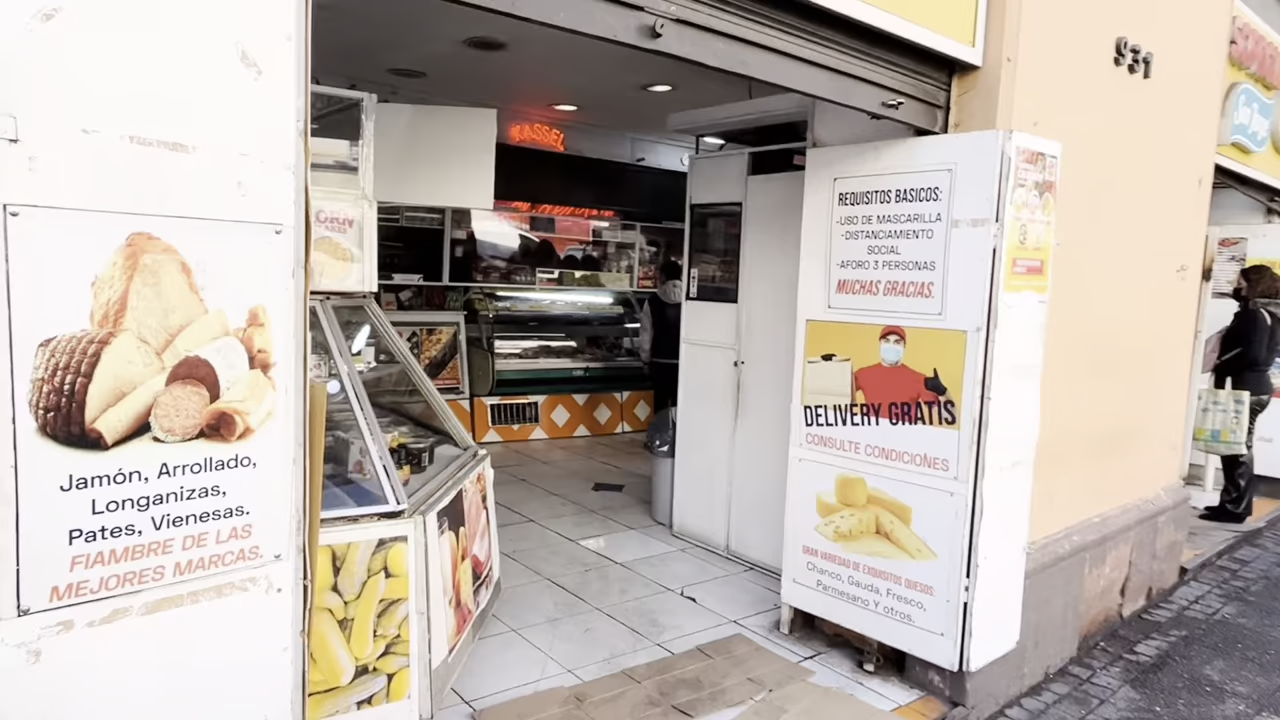 KASSEL
931
REQUISITOS BASICOS:
-USO DE MASCARILLA
-DISTANCIAMIENTO
SOCIAL
-AFORO 3 PERSONAS
MUCHAS GRACIAS.
DELIVERY GRATIS
CONSULTE CONDICIONES
GRAN VARIEDAD DE EXQUISITOS QUESOS:
Chanco, Gauda, Fresco,
Parmesano Y otros.
Jamón, Arrollado,
Longanizas,
Pates, Vienesas.
FIAMBRE DE LAS
MEJORES MARCAS.